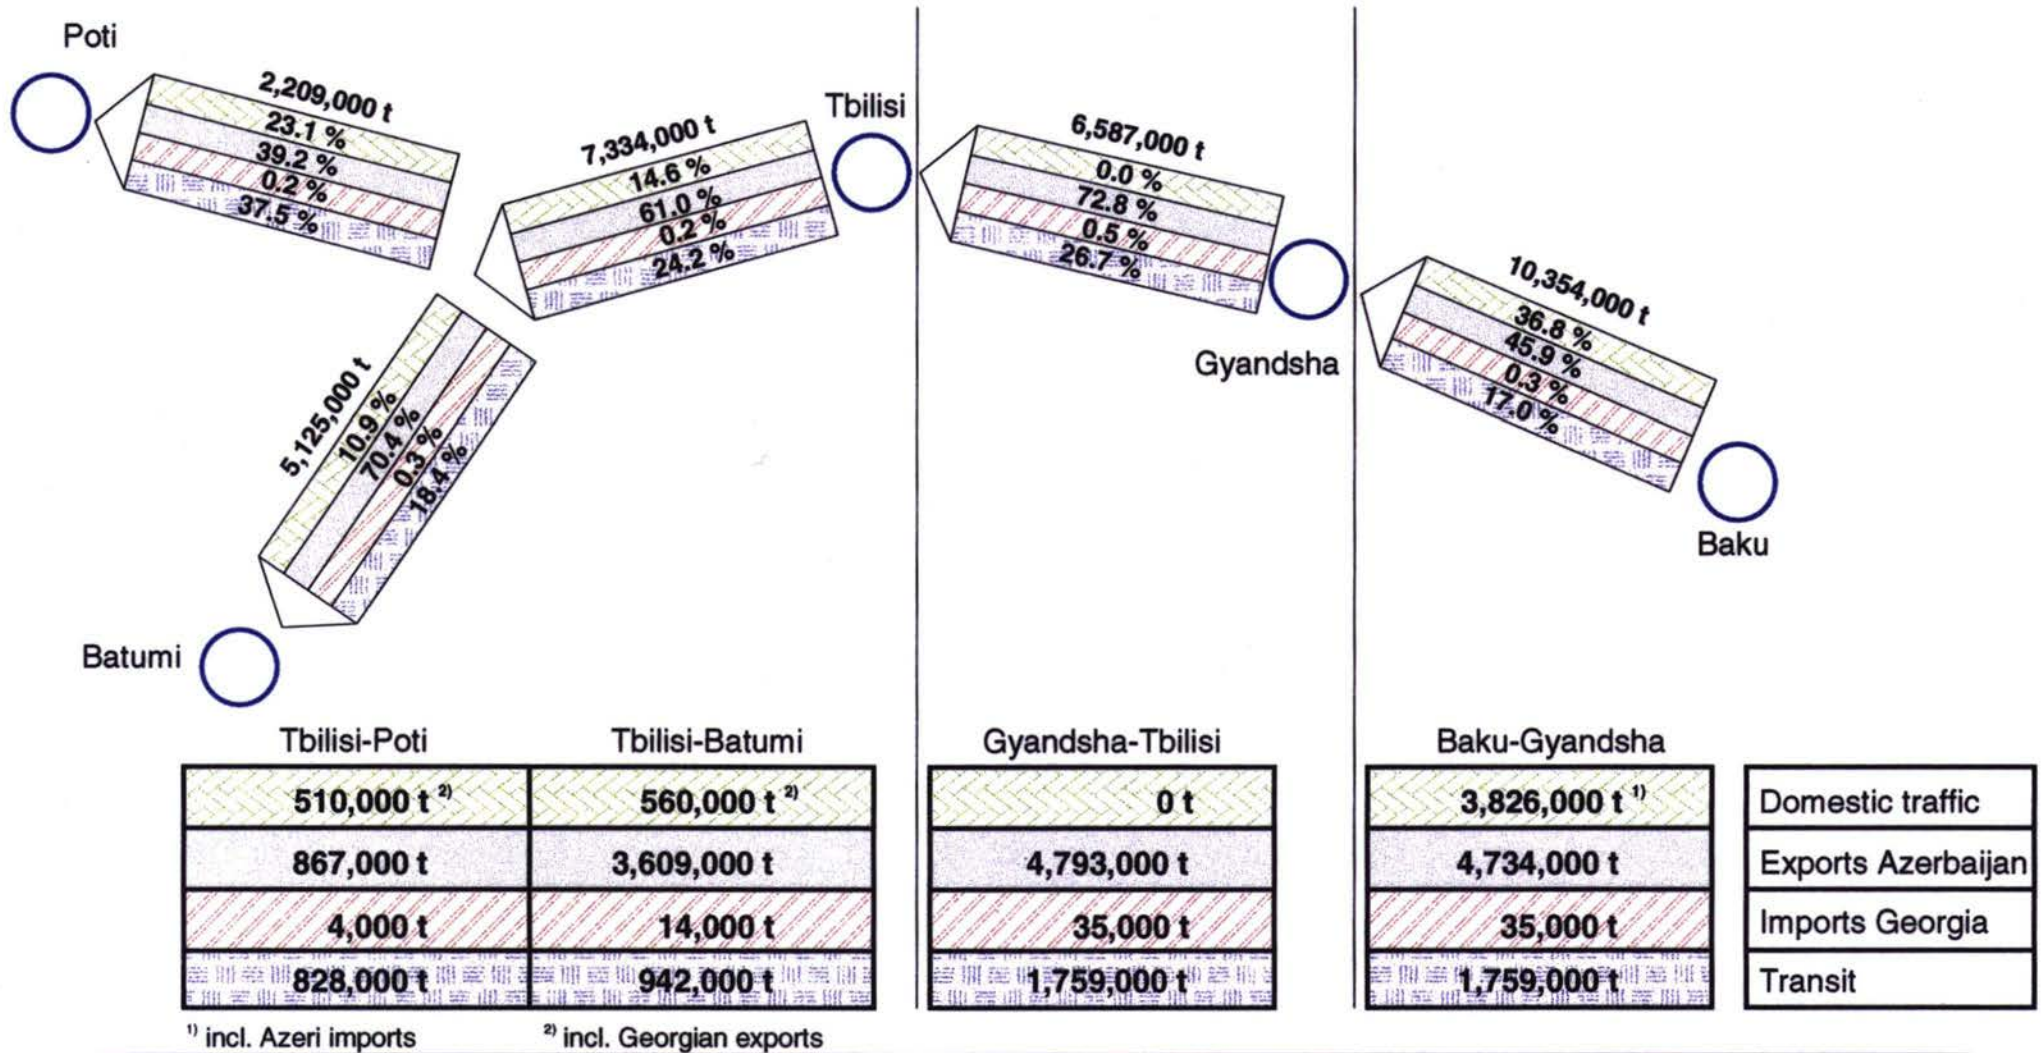 Poti
2,209,000 t
23.1 %
39.2 %
0.2 %
37.5 %
Tbilisi
7,334,000 t
14.6 %
61.0 %
0.2 %
24.2 %
6,587,000 t
0.0 %
72.8 %
0.5 %
26.7 %
Gyandsha
10,354,000 t
36.8 %
45.9 %
0.3 %
17.0 %
Baku
5,125,000 t
10.9 %
70.4 %
0.3 %
18.4 %
Batumi
Tbilisi-Poti Tbilisi-Batumi Gyandsha-Tbilisi Baku-Gyandsha
510,000 t 2) 560,000 t 2) 0 t 3,826,000 t 1) Domestic traffic
867,000 t 3,609,000 t 4,793,000 t 4,734,000 t Exports Azerbaijan
4,000 t 14,000 t 35,000 t 35,000 t Imports Georgia
828,000 t 942,000 t 1,759,000 t 1,759,000 t Transit
1) incl. Azeri imports 2) incl. Georgian exports